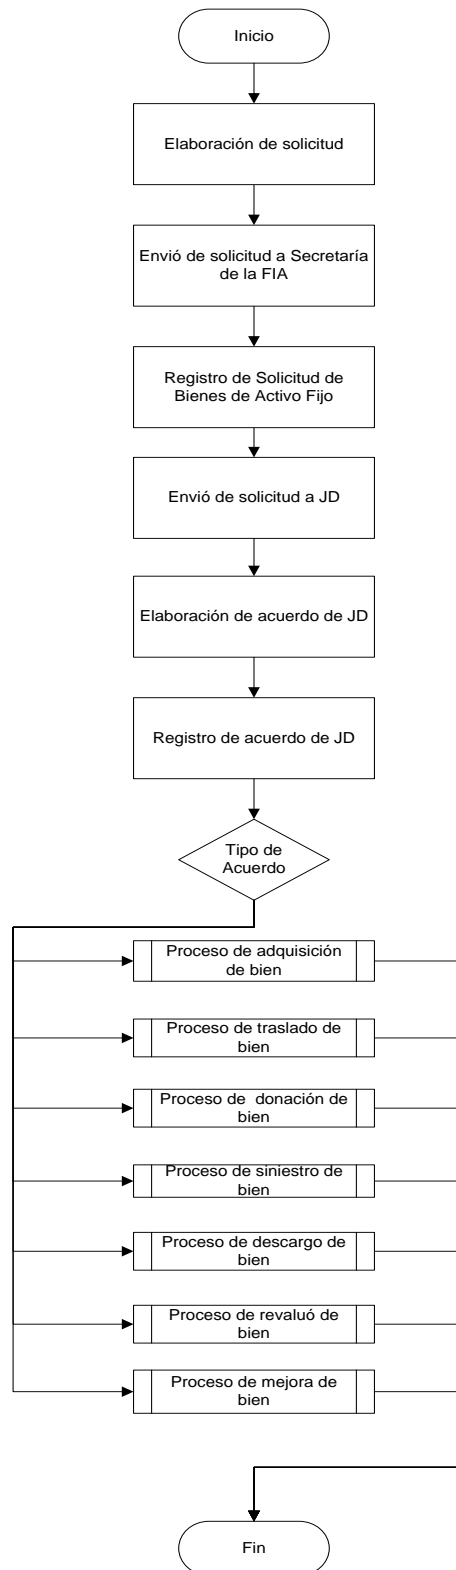 Inicio
Elaboración de solicitud
Envió de solicitud a Secretaría
de la FIA
Registro de Solicitud de
Bienes de Activo Fijo
Envió de solicitud a JD
Elaboración de acuerdo de JD
Registro de acuerdo de JD
Tipo de
Acuerdo
Proceso de adquisición
de bien
Proceso de traslado de
bien
Proceso de  donación de
bien
Proceso de siniestro de
bien
Proceso de descargo de
bien
Proceso de revaluó de
bien
Proceso de mejora de
bien
Fin